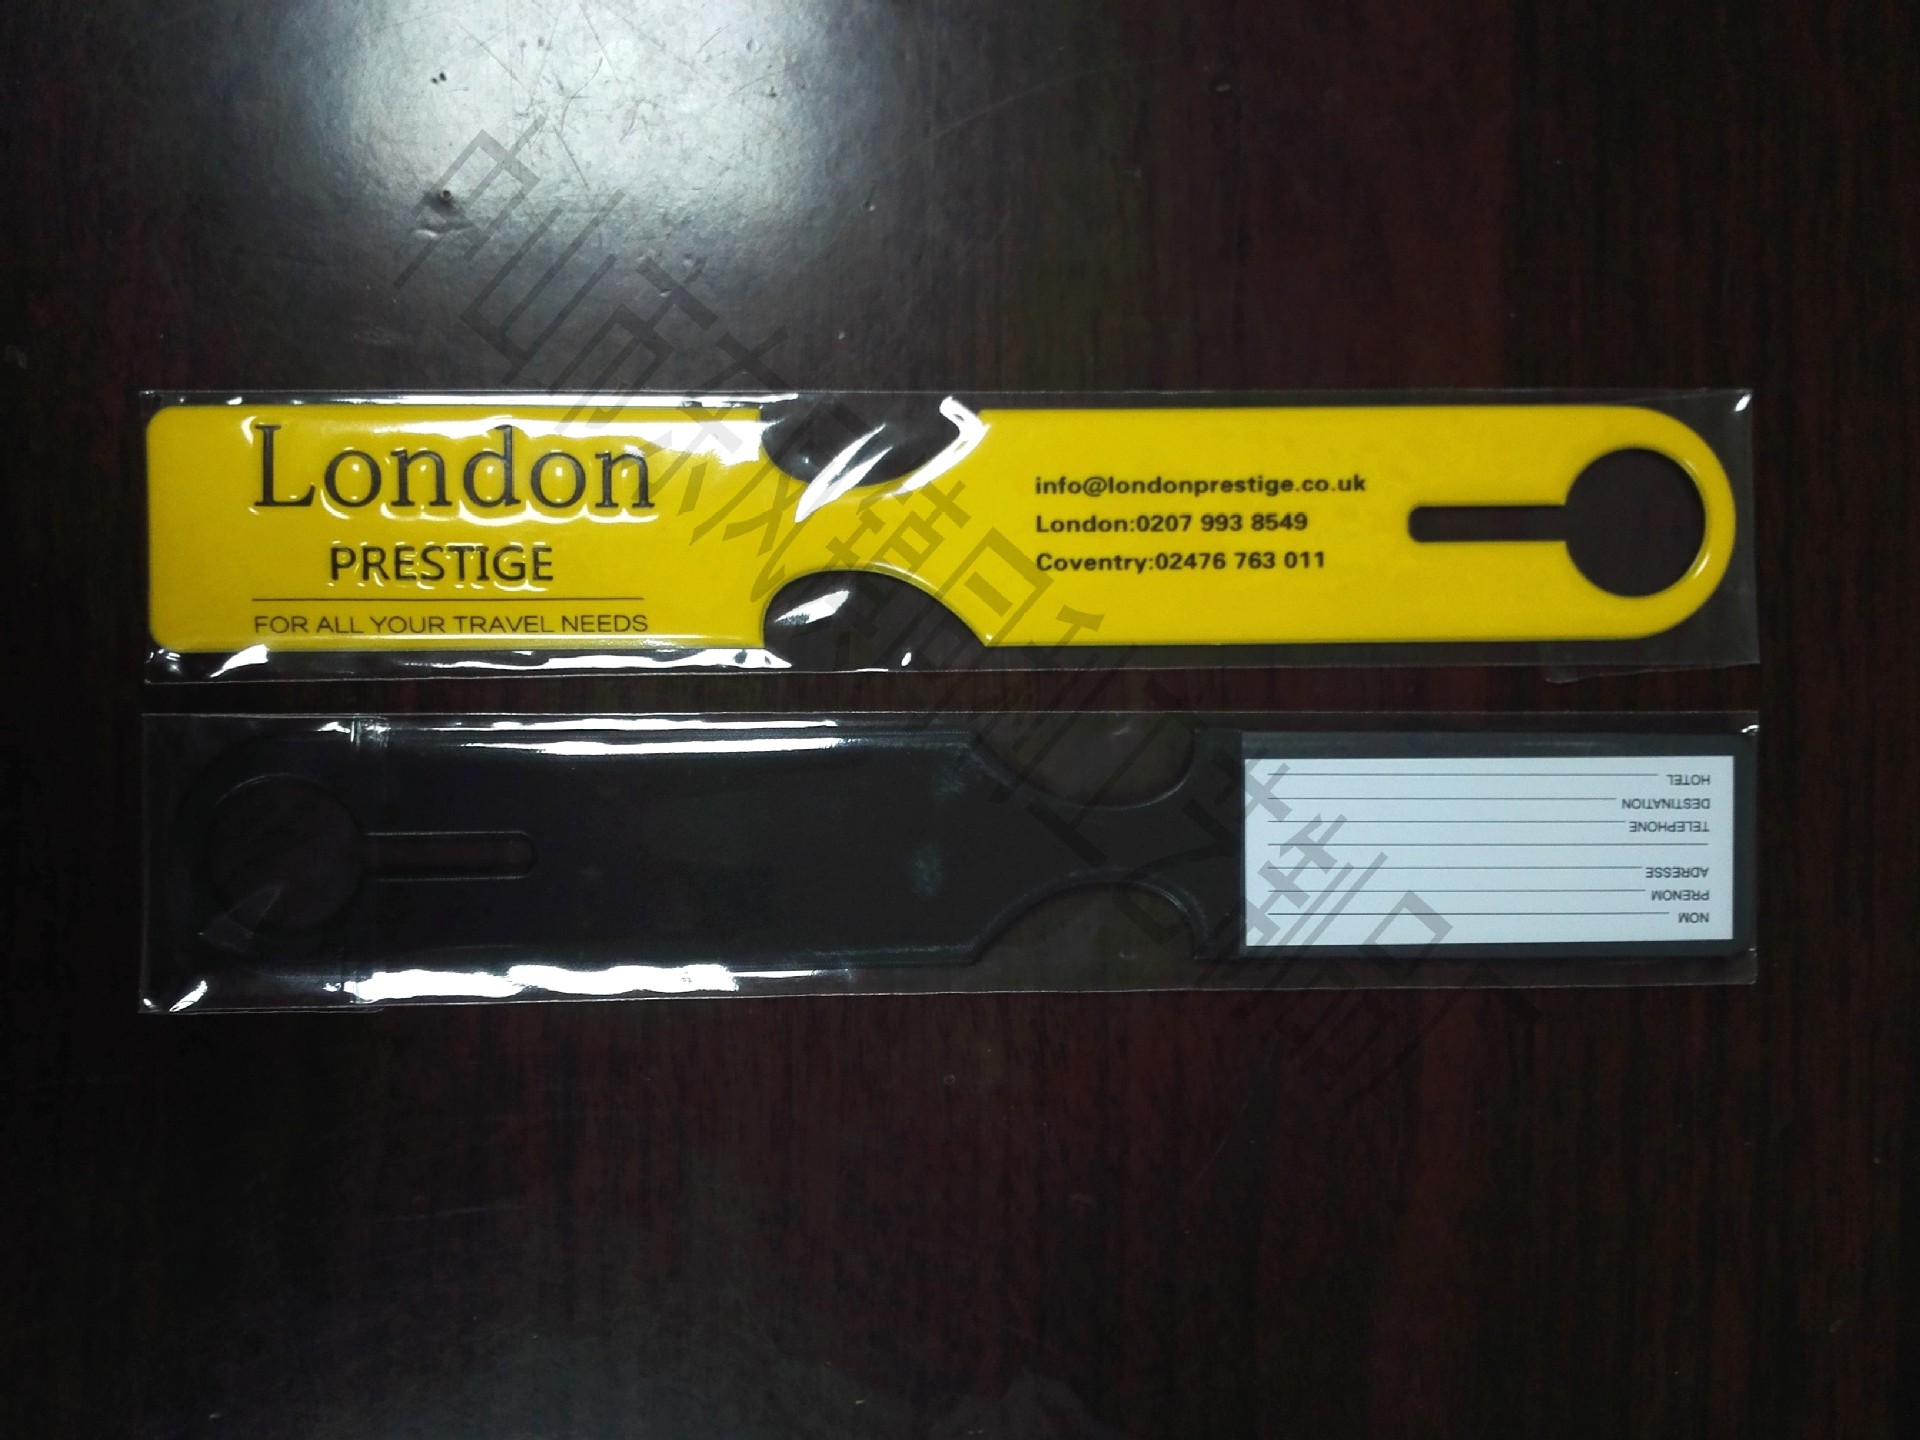 London
PRESTIGE
FOR ALL YOUR TRAVEL NEEDS
info@londonprestige.co.uk
London:0207 993 8549
Coventry:02476 763 011
NOM
PRENOM
ADRESSE
TELEPHONE
DESTINATION
HOTEL